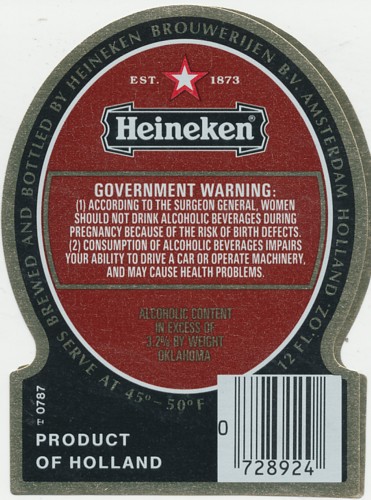 BREWED AND BOTTLED BY HEINEKEN BROUWERIJEN B.V. AMSTERDAM HOLLAND.
EST. 1873
Heineken®
GOVERNMENT WARNING:
(1) ACCORDING TO THE SURGEON GENERAL, WOMEN
SHOULD NOT DRINK ALCOHOLIC BEVERAGES DURING
PREGNANCY BECAUSE OF THE RISK OF BIRTH DEFECTS.
(2) CONSUMPTION OF ALCOHOLIC BEVERAGES IMPAIRS
YOUR ABILITY TO DRIVE A CAR OR OPERATE MACHINERY,
AND MAY CAUSE HEALTH PROBLEMS.
ALCOHOLIC CONTENT
IN EXCESS OF
3.2% BY WEIGHT
OKLAHOMA
SERVE AT 45° - 50° F
12 FL. OZ.
T 0787
PRODUCT
OF HOLLAND
0 728924